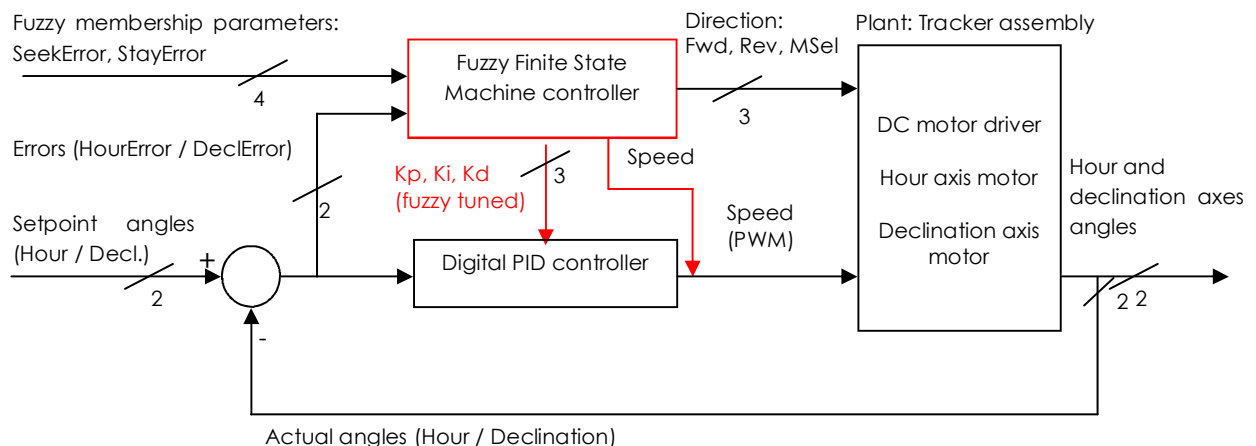 Fuzzy membership parameters:
SeekError, StayError
4
Direction:
Fwd, Rev, MSel
3
Plant: Tracker assembly
Fuzzy Finite State
Machine controller
DC motor driver
Hour axis motor
Declination axis
motor
Errors (HourError / DeclError)
2
Kp, Ki, Kd
(fuzzy tuned)
3
Speed
Speed
(PWM)
Hour and
declination axes
angles
Setpoint angles
(Hour / Decl.)
2
+
-
Digital PID controller
2
2
Actual angles (Hour / Declination)